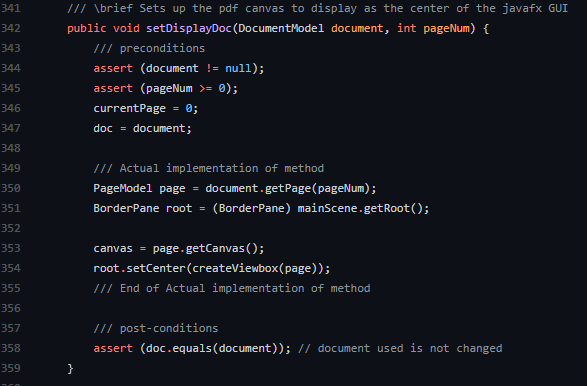 341 /// \brief Sets up the pdf canvas to display as the center of the javafx GUI
342 public void setDisplayDoc(DocumentModel document, int pageNum) {
343 /// preconditions
344 assert (document != null);
345 assert (pageNum >= 0);
346 currentPage = 0;
347 doc = document;
348
349 /// Actual implementation of method
350 PageModel page = document.getPage(pageNum);
351 BorderPane root = (BorderPane) mainScene.getRoot();
352
353 canvas = page.getCanvas();
354 root.setCenter(createViewbox(page));
355 /// End of Actual implementation of method
356
357 /// post-conditions
358 assert (doc.equals(document)); // document used is not changed
359 }